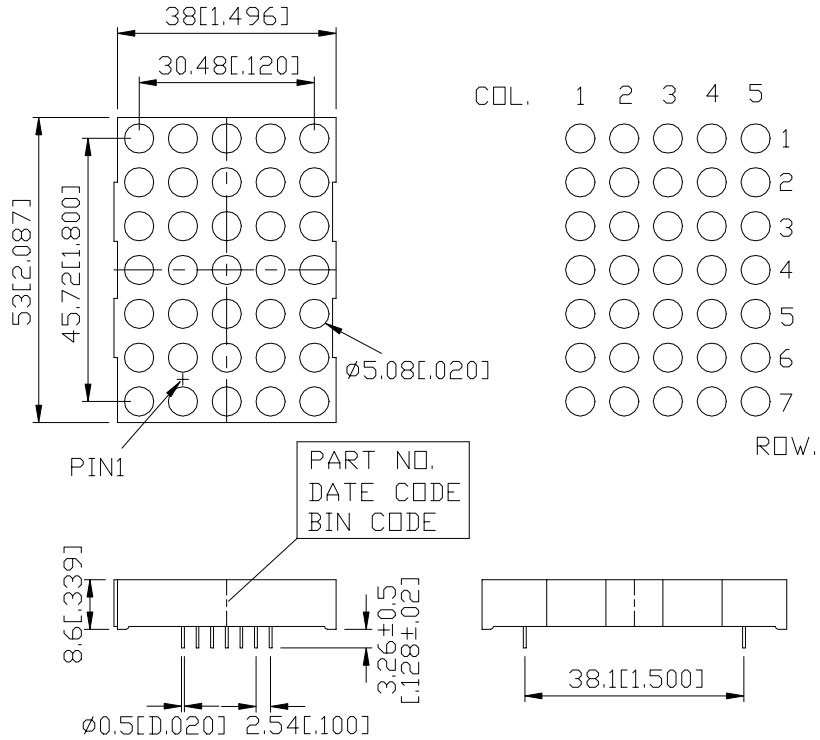 38[1.496]
30.48[.120]
COL. 1 2 3 4 5
1
2
3
4
5
6
7
ROW.
53[2.087]
45.72[1.800]
ø5.08[.020]
PIN1
PART NO.
DATE CODE
BIN CODE
8.6[.339]
3.26±0.5
[.128±.02]
38.1[1.500]
ø0.5[D.020]
2.54[.100]